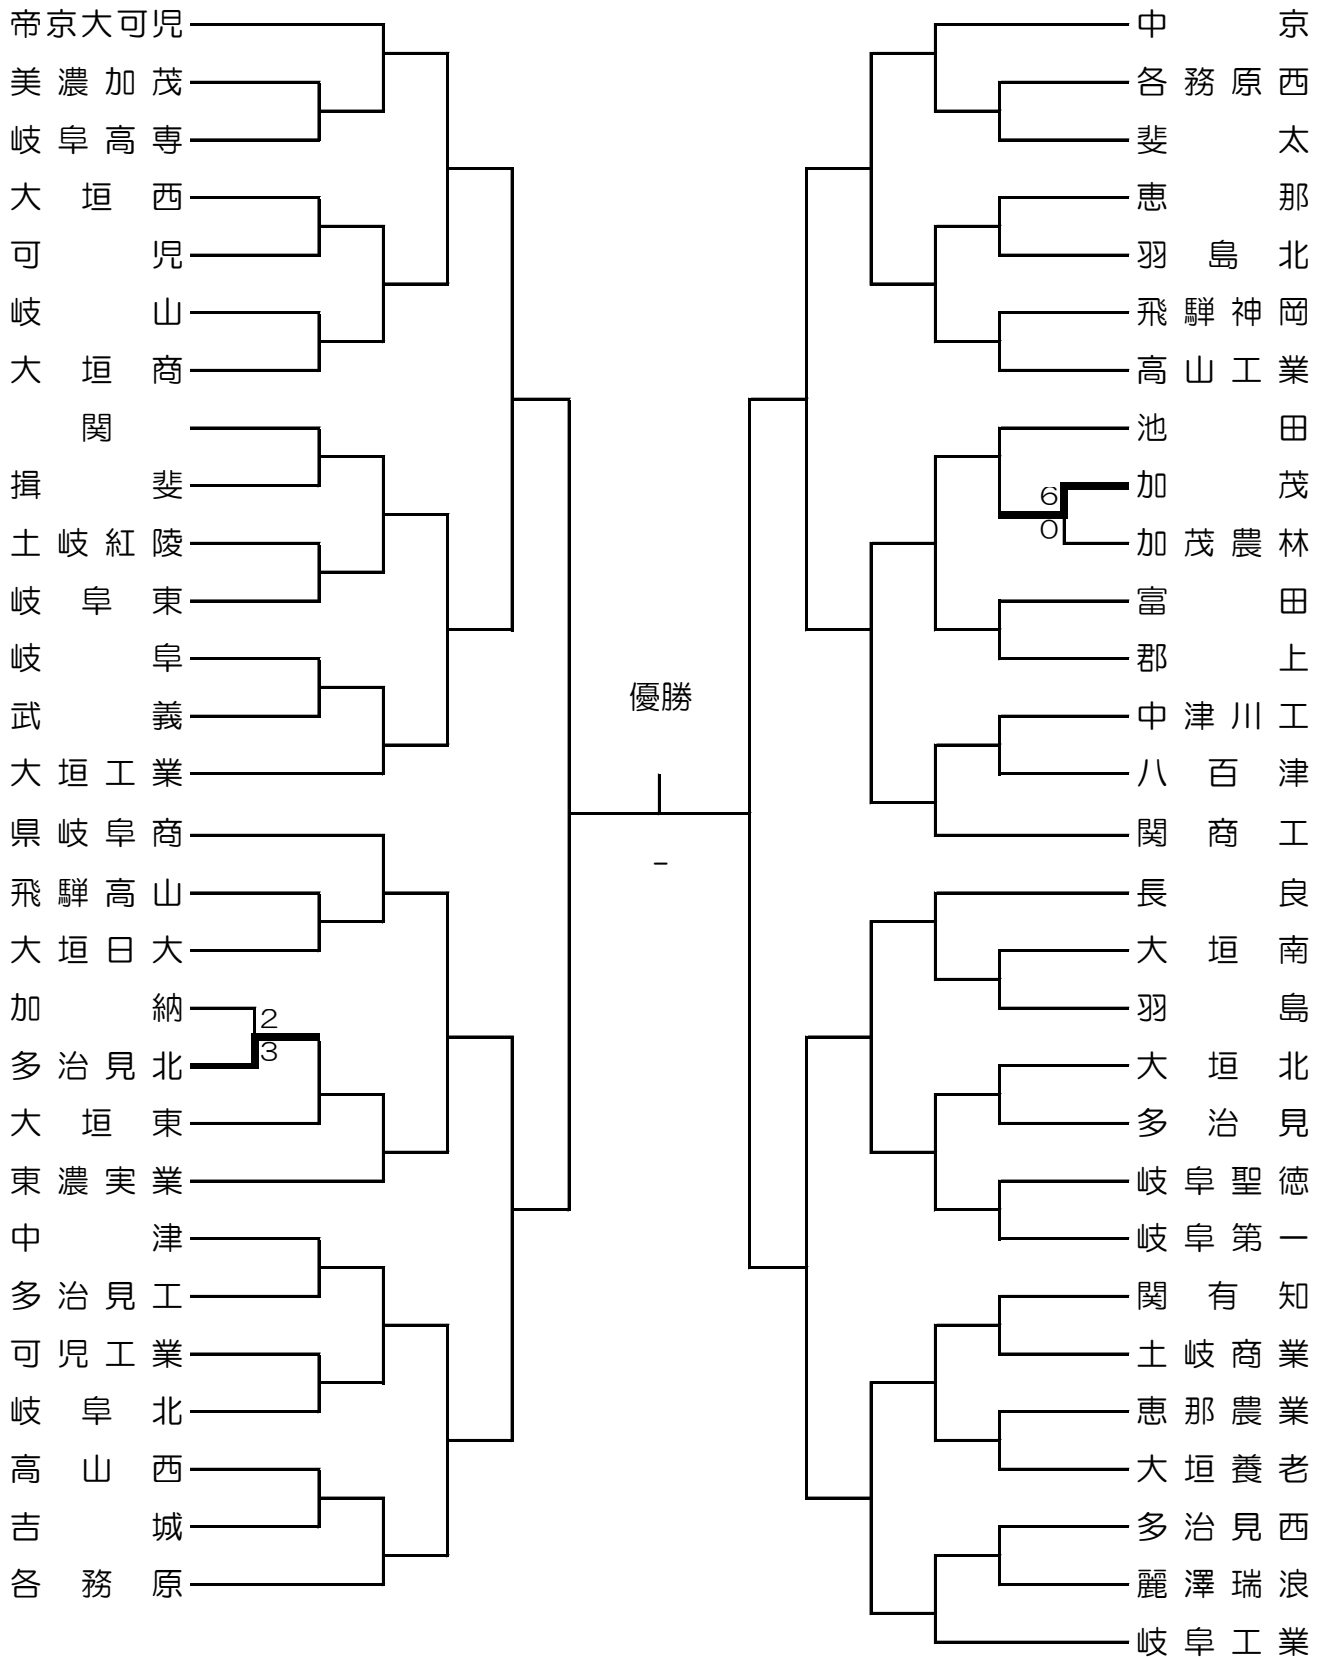 帝京大可児
美濃加茂
岐阜高専
大垣西
可児
岐山
大垣商
関
揖斐
土岐紅陵
岐阜東
岐阜
武義
大垣工業
県岐阜商
飛騨高山
大垣日大
加納
2
3
多治見北
大垣東
東濃実業
中津
多治見工
可児工業
岐阜北
高山西
吉城
各務原
優勝
-
中京
各務原西
斐太
恵那
羽島北
飛騨神岡
高山工業
池田
加茂
6
0
加茂農林
富田
郡上
中津川工
八百津
関商工
長良
大垣南
羽島
大垣北
多治見
岐阜聖徳
岐阜第一
関有知
土岐商業
恵那農業
大垣養老
多治見西
麗澤瑞浪
岐阜工業